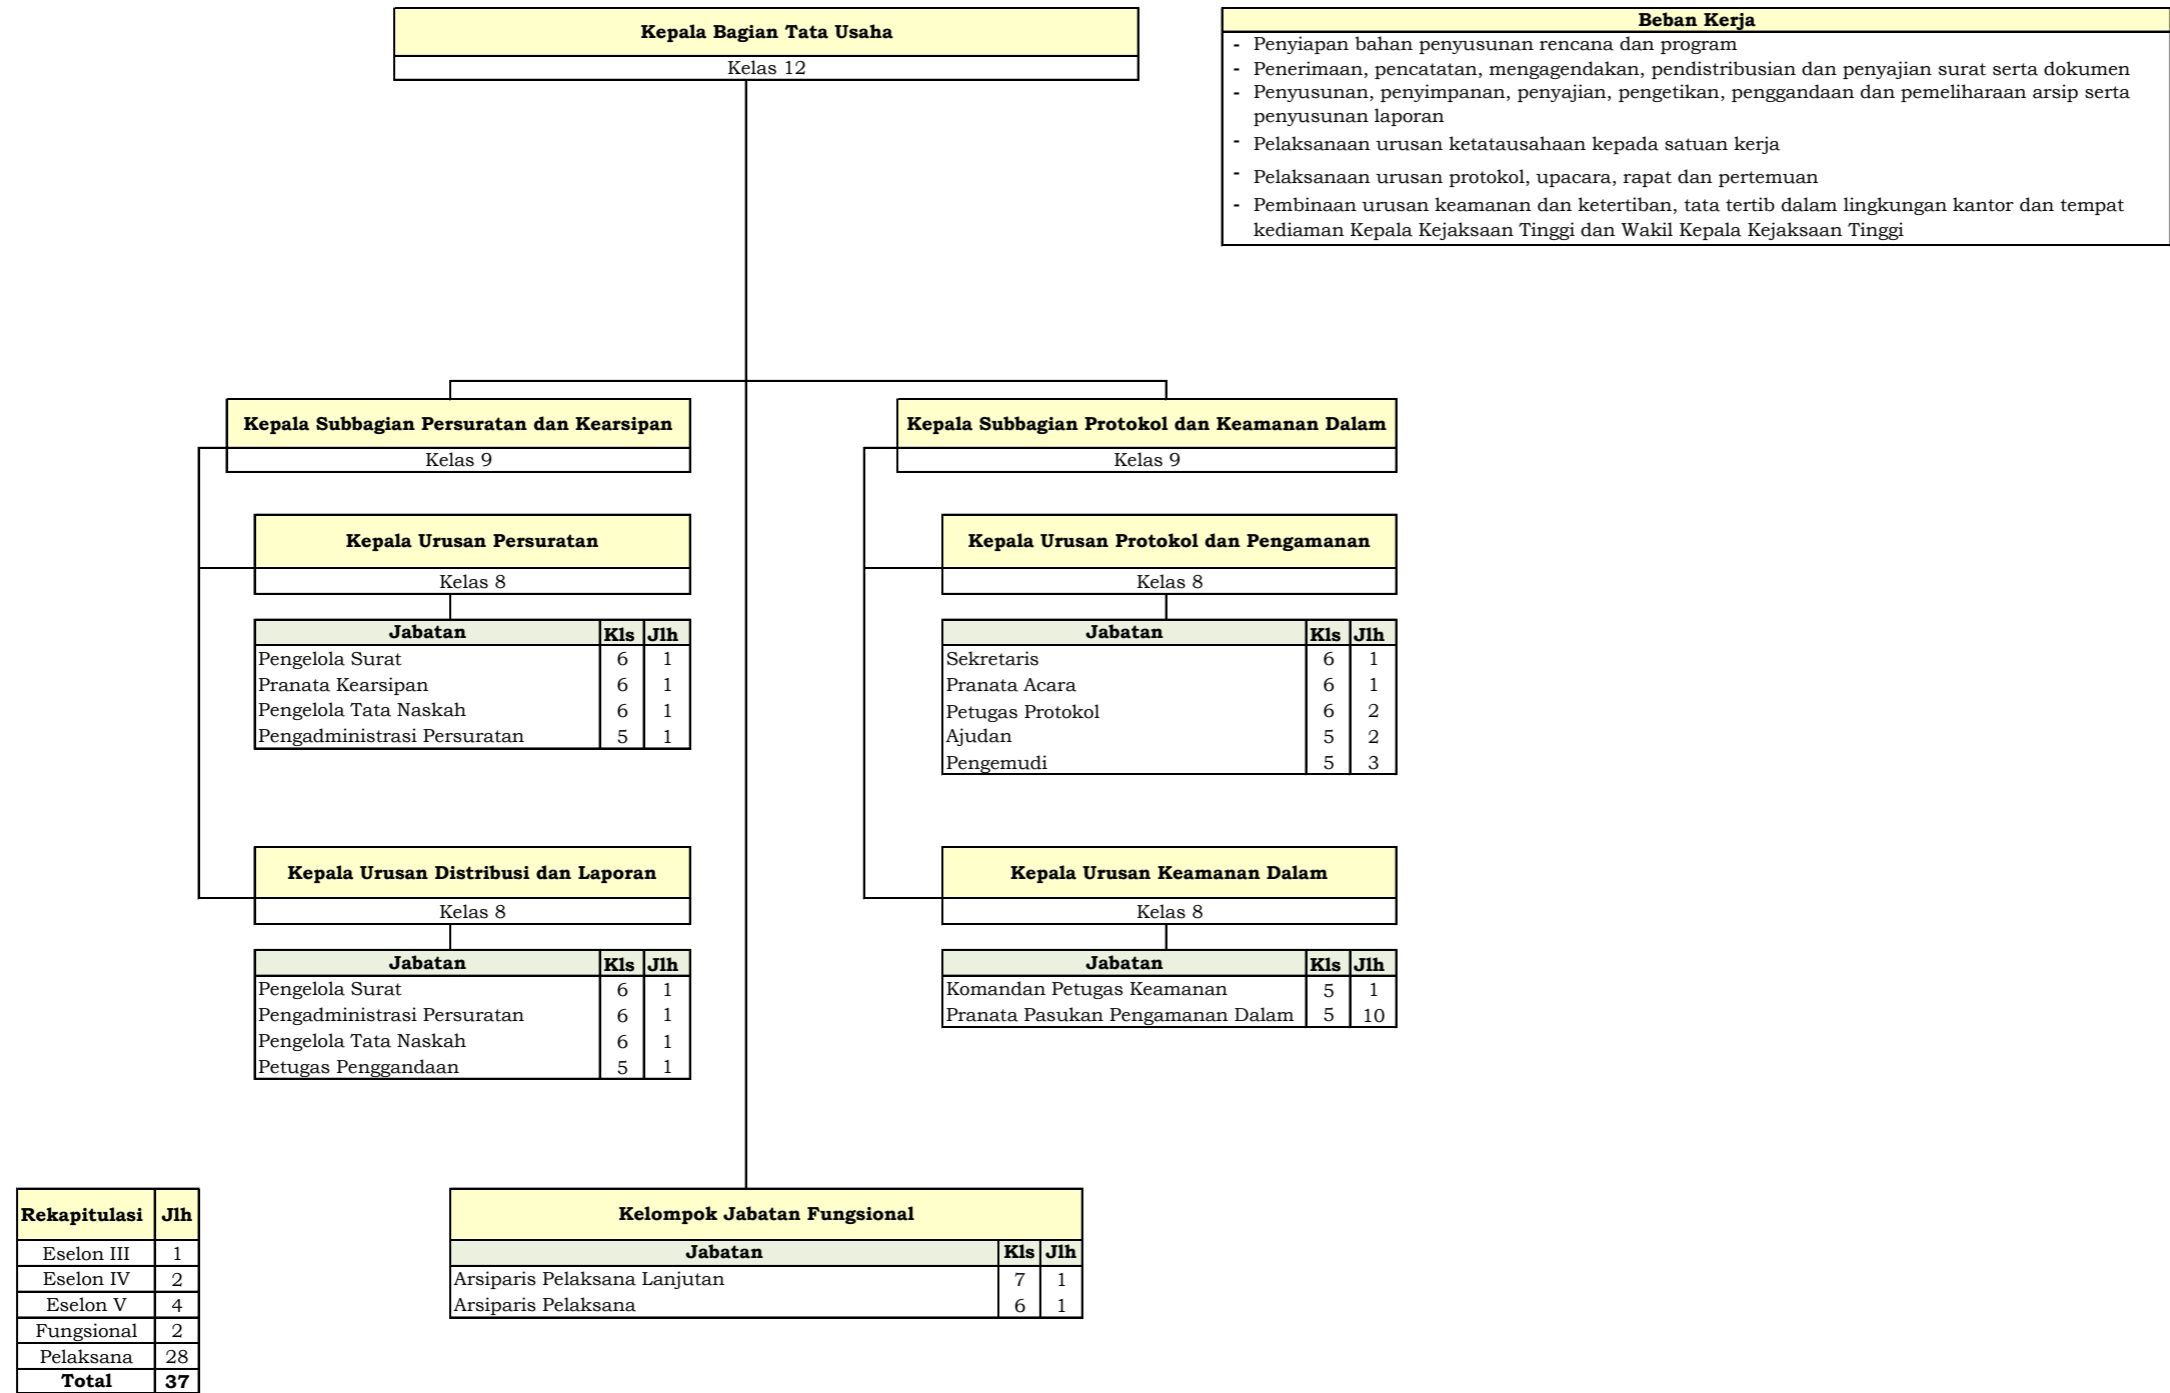 Kepala Bagian Tata Usaha
Kelas 12
Beban Kerja
- Penyiapan bahan penyusunan rencana dan program
- Penerimaan, pencatatan, mengagendakan, pendistribusian dan penyajian surat serta dokumen
- Penyusunan, penyimpanan, penyajian, pengetikan, penggandaan dan pemeliharaan arsip serta
penyusunan laporan
- Pelaksanaan urusan ketatausahaan kepada satuan kerja
- Pelaksanaan urusan protokol, upacara, rapat dan pertemuan
- Pembinaan urusan keamanan dan ketertiban, tata tertib dalam lingkungan kantor dan tempat
kediaman Kepala Kejaksaan Tinggi dan Wakil Kepala Kejaksaan Tinggi
Kepala Subbagian Persuratan dan Kearsipan
Kelas 9
Kepala Urusan Persuratan
Kelas 8
Jabatan Kls Jlh
Pengelola Surat 6 1
Pranata Kearsipan 6 1
Pengelola Tata Naskah 6 1
Pengadministrasi Persuratan 5 1
Kepala Urusan Distribusi dan Laporan
Kelas 8
Jabatan Kls Jlh
Pengelola Surat 6 1
Pengadministrasi Persuratan 6 1
Pengelola Tata Naskah 6 1
Petugas Penggandaan 5 1
Kepala Subbagian Protokol dan Keamanan Dalam
Kelas 9
Kepala Urusan Protokol dan Pengamanan
Kelas 8
Jabatan Kls Jlh
Sekretaris 6 1
Pranata Acara 6 1
Petugas Protokol 6 2
Ajudan 5 2
Pengemudi 5 3
Kepala Urusan Keamanan Dalam
Kelas 8
Jabatan Kls Jlh
Komandan Petugas Keamanan 5 1
Pranata Pasukan Pengamanan Dalam 5 10
Rekapitulasi Jlh
Eselon III 1
Eselon IV 2
Eselon V 4
Fungsional 2
Pelaksana 28
Total 37
Kelompok Jabatan Fungsional
Jabatan Kls Jlh
Arsiparis Pelaksana Lanjutan 7 1
Arsiparis Pelaksana 6 1